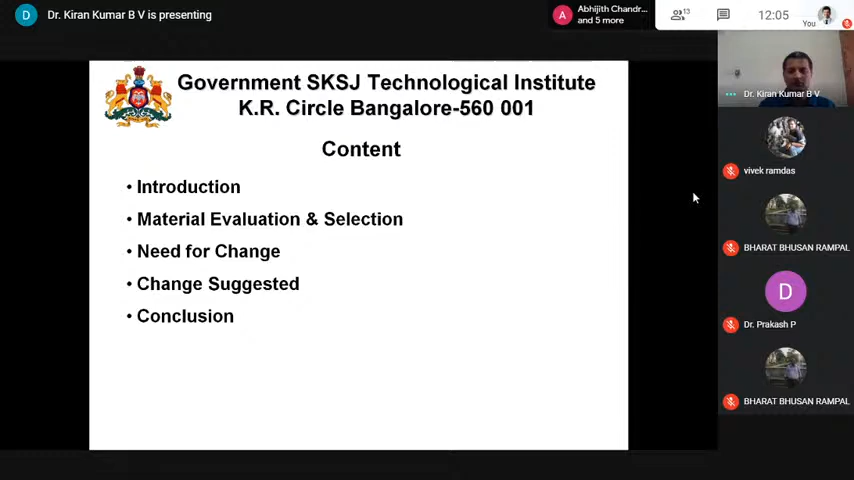 D
Dr. Kiran Kumar B V is presenting
A
Abhijith Chandr...
and 5 more
13
12:05
You
Government SKSJ Technological Institute
K.R. Circle Bangalore-560 001
Content
• Introduction
• Material Evaluation & Selection
• Need for Change
• Change Suggested
• Conclusion
Dr. Kiran Kumar B V
vivek ramdas
BHARAT BHUSAN RAMPAL
D
Dr. Prakash P
BHARAT BHUSAN RAMPAL